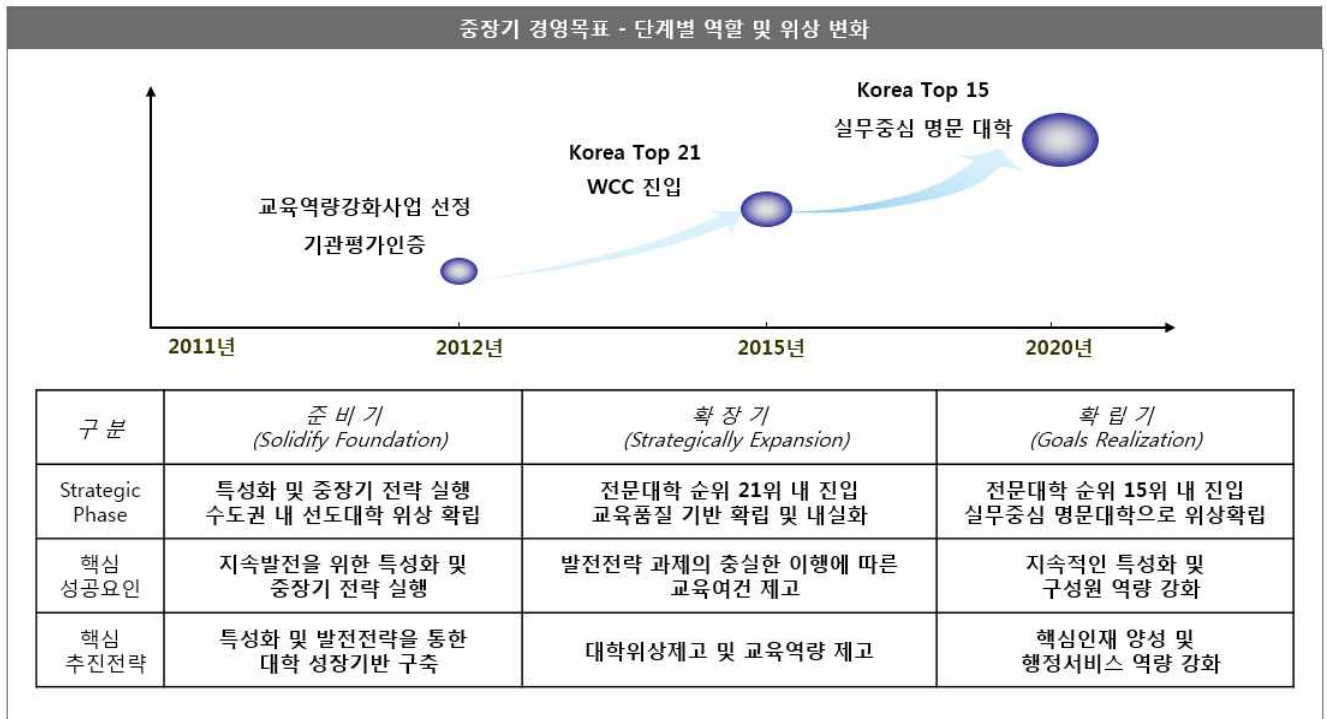 중장기 경영목표 - 단계별 역할 및 위상 변화
Korea Top 15
실무중심 명문 대학
Korea Top 21
WCC 진입
교육역량강화사업 선정
기관평가인증
2011년
2012년
2015년
2020년
구 분
준 비 기
(Solidify Foundation)
확 장 기
(Strategically Expansion)
확 립 기
(Goals Realization)
Strategic
Phase
특성화 및 중장기 전략 실행
수도권 내 선도대학 위상 확립
전문대학 순위 21위 내 진입
교육품질 기반 확립 및 내실화
전문대학 순위 15위 내 진입
실무중심 명문대학으로 위상확립
핵심
성공요인
지속발전을 위한 특성화 및
중장기 전략 실행
발전전략 과제의 충실한 이행에 따른
교육여건 제고
지속적인 특성화 및
구성원 역량 강화
핵심
추진전략
특성화 및 발전전략을 통한
대학 성장기반 구축
대학위상제고 및 교육역량 제고
핵심인재 양성 및
행정서비스 역량 강화